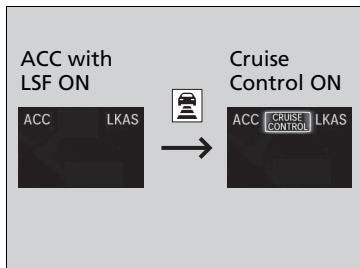 ACC with
LSF ON
Cruise
Control ON
ACC LKAS
ACC CRUISE CONTROL LKAS